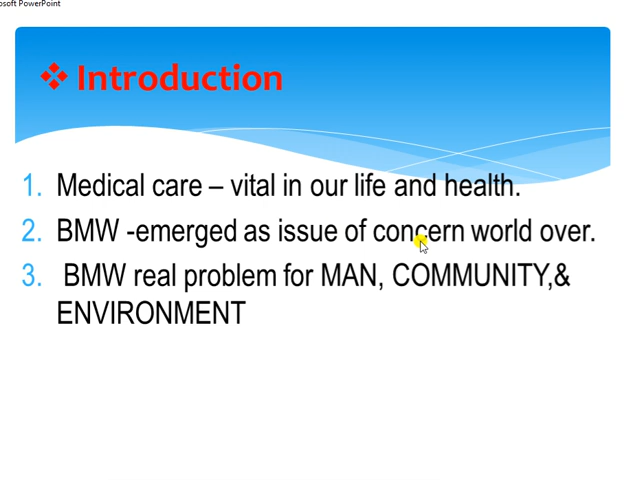 osoft PowerPoint
❖ Introduction
1. Medical care – vital in our life and health.
2. BMW -emerged as issue of concern world over.
3. BMW real problem for MAN, COMMUNITY,&
ENVIRONMENT